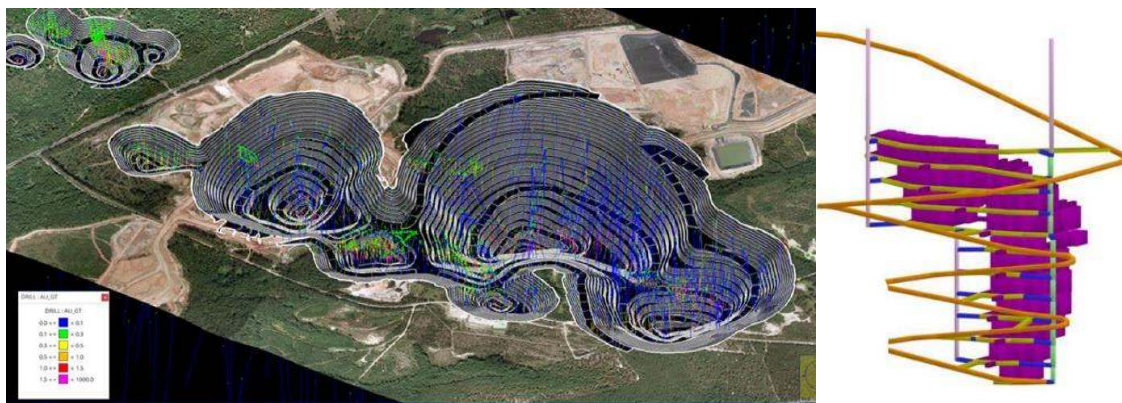 DRILL : AU_GT
DRILL : AU_GT
0.0 <= < 0.1
0.1 <= < 0.3
0.3 <= < 0.5
0.5 <= < 1.0
1.0 <= < 1.5
1.5 <= < 1000.0